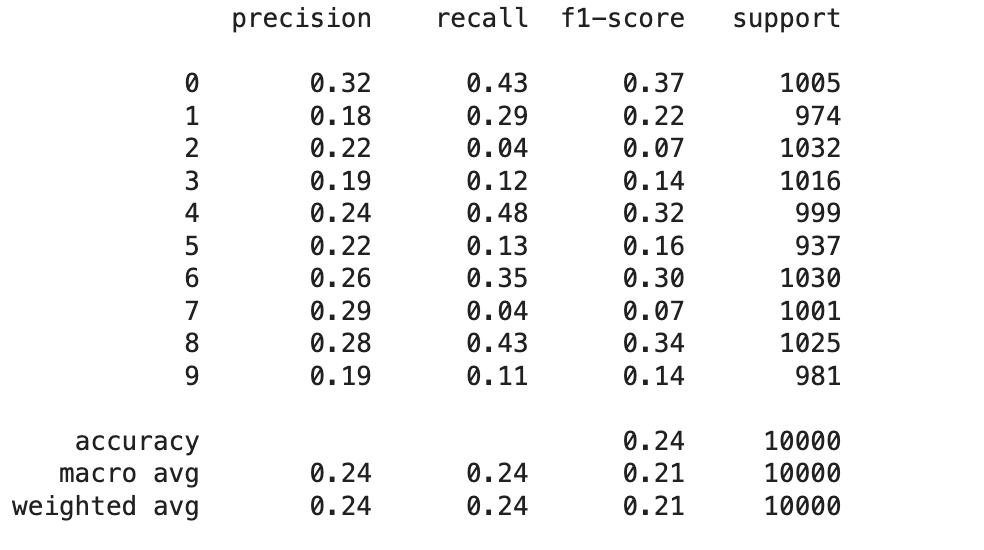 precision recall f1-score support
0 0.32 0.43 0.37 1005
1 0.18 0.29 0.22 974
2 0.22 0.04 0.07 1032
3 0.19 0.12 0.14 1016
4 0.24 0.48 0.32 999
5 0.22 0.13 0.16 937
6 0.26 0.35 0.30 1030
7 0.29 0.04 0.07 1001
8 0.28 0.43 0.34 1025
9 0.19 0.11 0.14 981
accuracy 0.24 10000
macro avg 0.24 0.24 0.21 10000
weighted avg 0.24 0.24 0.21 10000